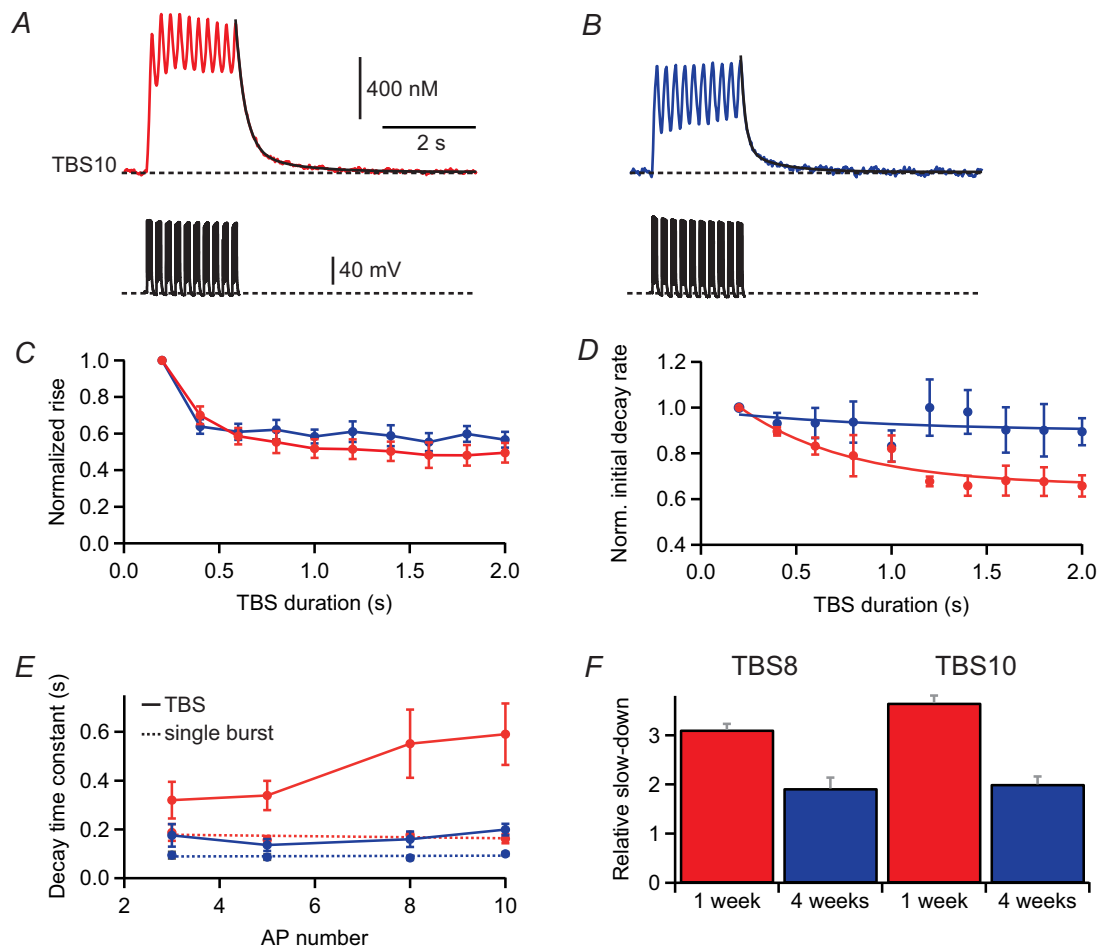 A
B
400 nM
2 s
TBS10
40 mV
C
Normalized rise
1.0
0.8
0.6
0.4
0.2
0.0
0.0
0.5
1.0
1.5
2.0
TBS duration (s)
D
Norm. initial decay rate
1.2
1.0
0.8
0.6
0.4
0.0
0.5
1.0
1.5
2.0
TBS duration (s)
E
Decay time constant (s)
TBS
single burst
0.6
0.4
0.2
0.0
2
4
6
8
10
AP number
F
TBS8
TBS10
Relative slow-down
3
2
1
0
1 week
4 weeks
1 week
4 weeks